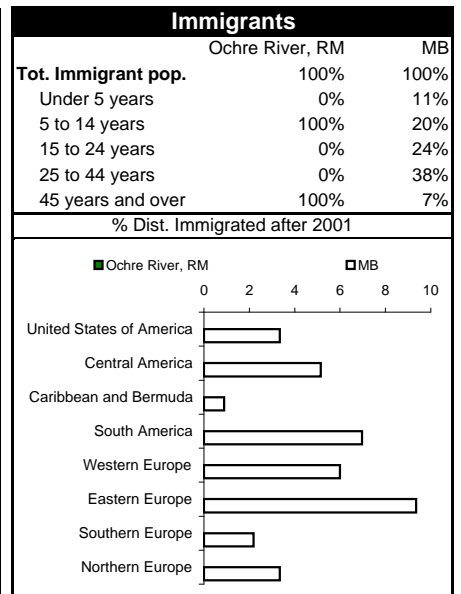 Immigrants
Ochre River, RM MB
Tot. Immigrant pop. 100% 100%
Under 5 years 0% 11%
5 to 14 years 100% 20%
15 to 24 years 0% 24%
25 to 44 years 0% 38%
45 years and over 100% 7%
% Dist. Immigrated after 2001
Ochre River, RM MB
0 2 4 6 8 10
United States of America
Central America
Caribbean and Bermuda
South America
Western Europe
Eastern Europe
Southern Europe
Northern Europe